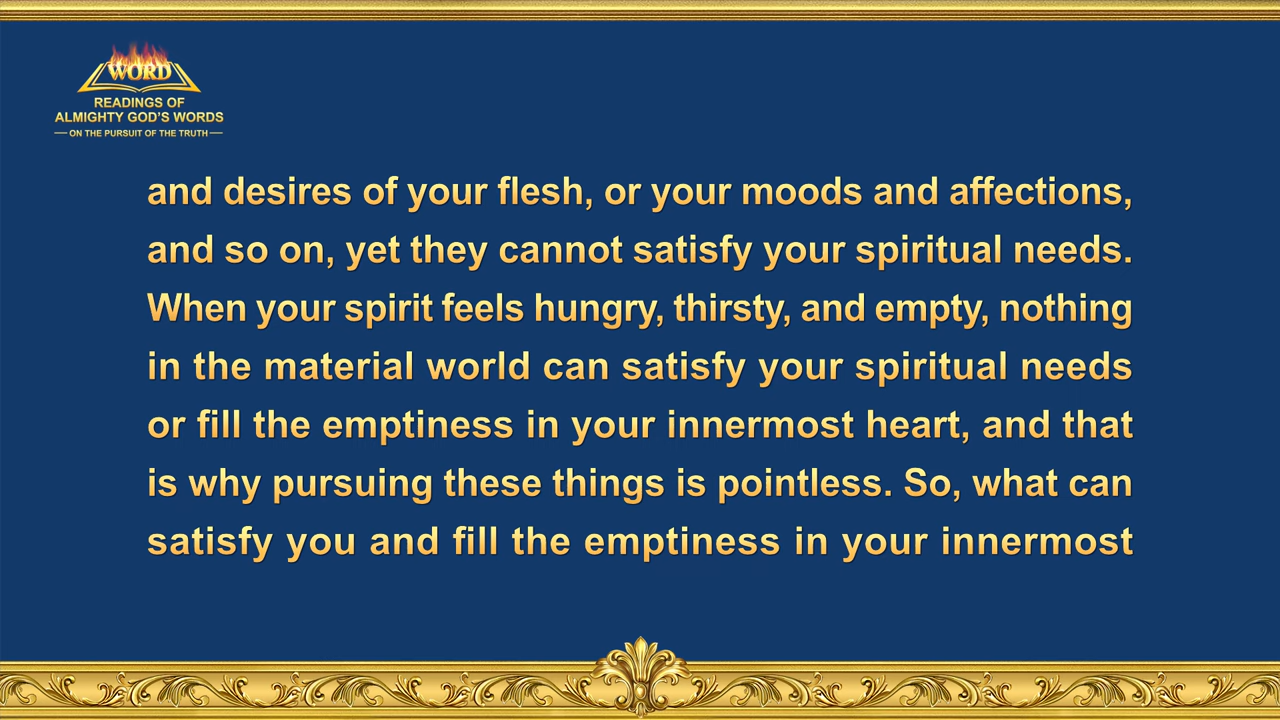 WORD
READINGS OF
ALMIGHTY GOD'S WORDS
— ON THE PURSUIT OF THE TRUTH —
and desires of your flesh, or your moods and affections,
and so on, yet they cannot satisfy your spiritual needs.
When your spirit feels hungry, thirsty, and empty, nothing
in the material world can satisfy your spiritual needs
or fill the emptiness in your innermost heart, and that
is why pursuing these things is pointless. So, what can
satisfy you and fill the emptiness in your innermost